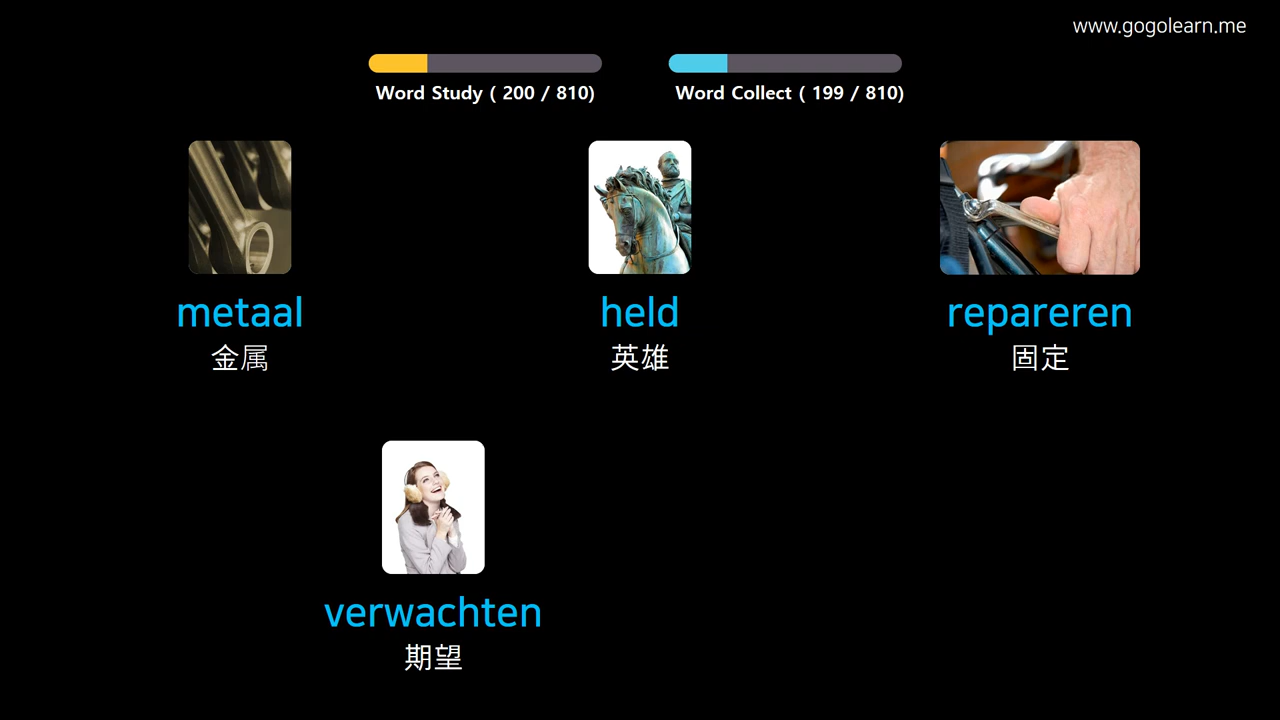 www.gogolearn.me
Word Study ( 200 / 810)
Word Collect ( 199 / 810)
metaal
金属
held
英雄
repareren
固定
verwachten
期望